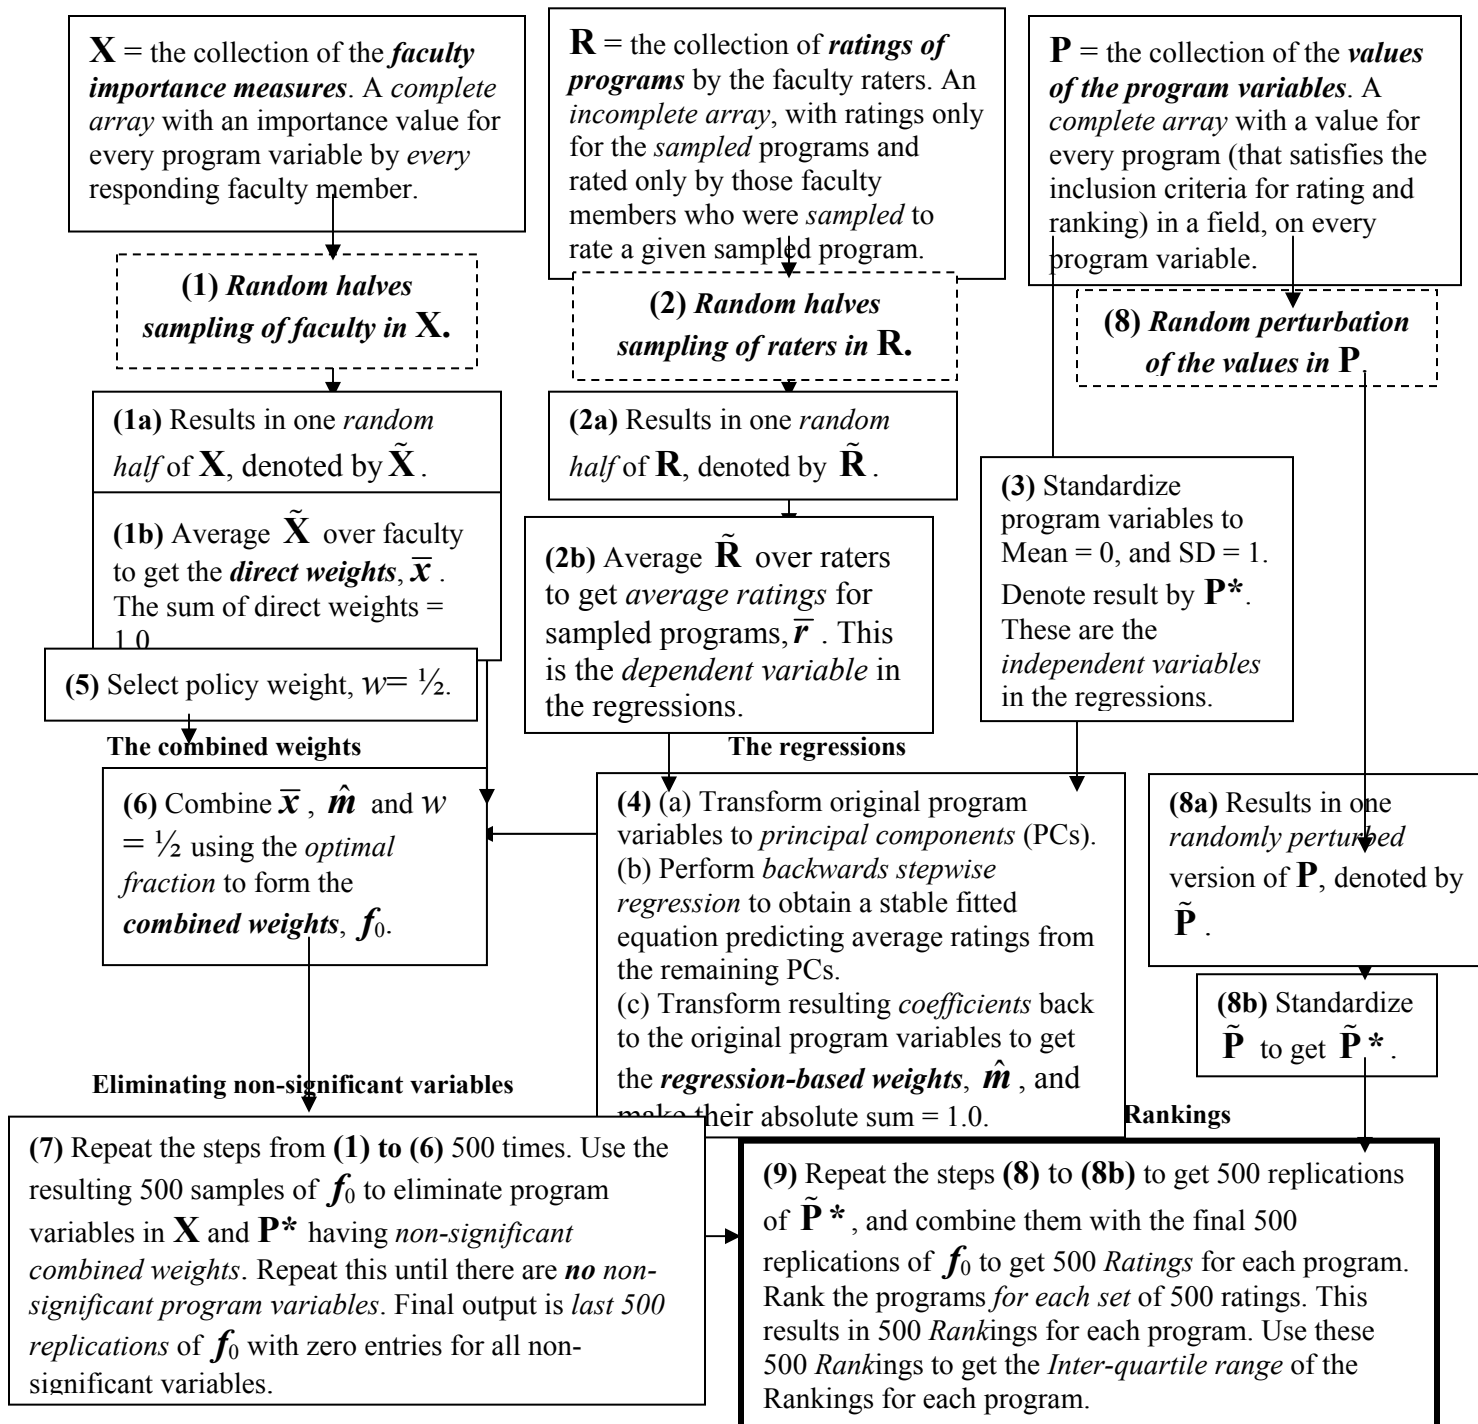 X = the collection of the faculty
importance measures. A complete
array with an importance value for
every program variable by every
responding faculty member.
R = the collection of ratings of
programs by the faculty raters. An
incomplete array, with ratings only
for the sampled programs and
rated only by those faculty
members who were sampled to
rate a given sampled program.
P = the collection of the values
of the program variables. A
complete array with a value for
every program (that satisfies the
inclusion criteria for rating and
ranking) in a field, on every
program variable.
(1) Random halves
sampling of faculty in X.
(2) Random halves
sampling of raters in R.
(8) Random perturbation
of the values in P.
(1a) Results in one random
half of X, denoted by X̃ .
(2a) Results in one random
half of R, denoted by R̃ .
(1b) Average X̃ over faculty
to get the direct weights, x̅ .
The sum of direct weights =
1.0
(2b) Average R̃ over raters
to get average ratings for
sampled programs, r̅ . This
is the dependent variable in
the regressions.
(3) Standardize
program variables to
Mean = 0, and SD = 1.
Denote result by P*.
These are the
independent variables
in the regressions.
(5) Select policy weight, w= ½.
The combined weights
The regressions
(6) Combine x̅ , m̂ and w
= ½ using the optimal
fraction to form the
combined weights, f₀.
(4) (a) Transform original program
variables to principal components (PCs).
(b) Perform backwards stepwise
regression to obtain a stable fitted
equation predicting average ratings from
the remaining PCs.
(c) Transform resulting coefficients back
to the original program variables to get
the regression-based weights, m̂ , and
make their absolute sum = 1.0.
(8a) Results in one
randomly perturbed
version of P, denoted by
P̃ .
(8b) Standardize
P̃ to get P̃ * .
Eliminating non-significant variables
Rankings
(7) Repeat the steps from (1) to (6) 500 times. Use the
resulting 500 samples of f₀ to eliminate program
variables in X and P* having non-significant
combined weights. Repeat this until there are no non-
significant program variables. Final output is last 500
replications of f₀ with zero entries for all non-
significant variables.
(9) Repeat the steps (8) to (8b) to get 500 replications
of P̃ *, and combine them with the final 500
replications of f₀ to get 500 Ratings for each program.
Rank the programs for each set of 500 ratings. This
results in 500 Rankings for each program. Use these
500 Rankings to get the Inter-quartile range of the
Rankings for each program.